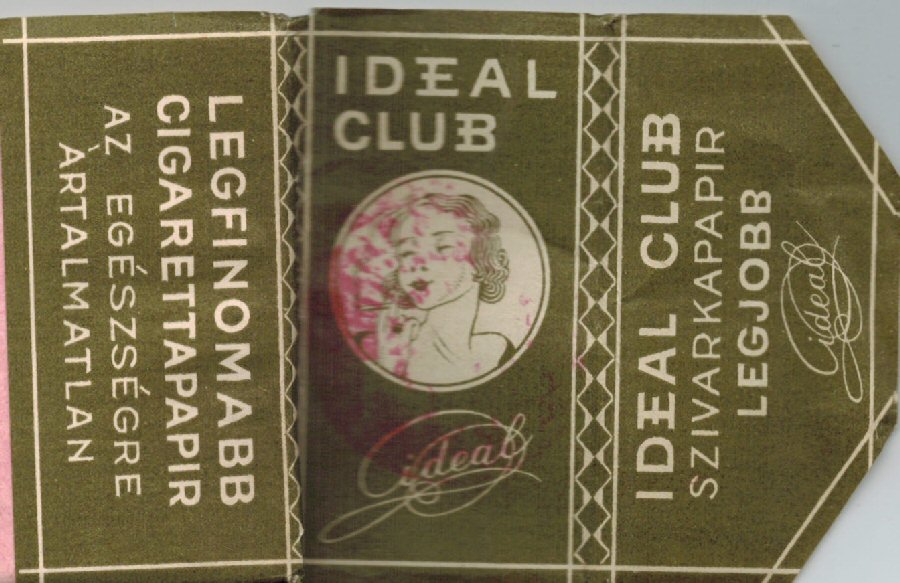 LEGFINOMABB
CIGARETTAPAPIR
AZ EGÉSZSÉGRE
ÁRTALMATLAN
IDEAL
CLUB
ideal
IDEAL CLUB
SZIVARKAPAPIR
LEGJOBB
ideal